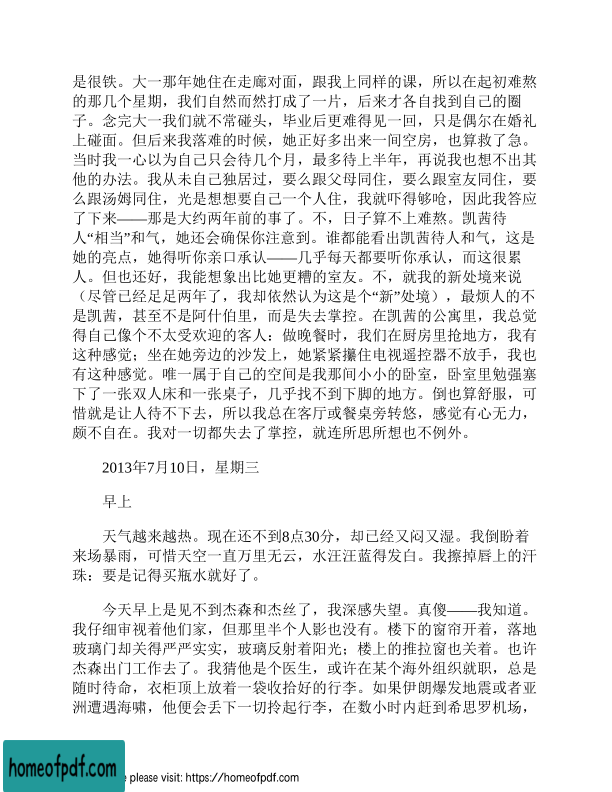 是很铁。大一那年她住在走廊对面，跟我上同样的课，所以在起初难熬
的那几个星期，我们自然而然打成了一片，后来才各自找到自己的圈
子。念完大一我们就不常碰头，毕业后更难得见一回，只是偶尔在婚礼
上碰面。但后来我落难的时候，她正好多出来一间空房，也算救了急。
当时我一心以为自己只会待几个月，最多待上半年，再说我也想不出其
他的办法。我从未自己独居过，要么跟父母同住，要么跟室友同住，要
么跟汤姆同住，光是想想要自己一个人住，我就吓得够呛，因此我答应
了下来——那是大约两年前的事了。不，日子算不上难熬。凯茜待
人“相当”和气，她还会确保你注意到。谁都能看出凯茜待人和气，这是
她的亮点，她得听你亲口承认——几乎每天都要听你承认，而这很累
人。但也还好，我能想象出比她更糟的室友。不，就我的新处境来说
（尽管已经足足两年了，我却依然认为这是个“新”处境），最烦人的不
是凯茜，甚至不是阿什伯里，而是失去掌控。在凯茜的公寓里，我总觉
得自己像个不太受欢迎的客人：做晚餐时，我们在厨房里抢地方，我有
这种感觉；坐在她旁边的沙发上，她紧紧攥住电视遥控器不放手，我也
有这种感觉。唯一属于自己的空间是我那间小小的卧室，卧室里勉强塞
下了一张双人床和一张桌子，几乎找不到下脚的地方。倒也算舒服，可
惜就是让人待不下去，所以我总在客厅或餐桌旁转悠，感觉有心无力，
颇不自在。我对一切都失去了掌控，就连所思所想也不例外。
2013年7月10日，星期三
早上
天气越来越热。现在还不到8点30分，却已经又闷又湿。我倒盼着
来场暴雨，可惜天空一直万里无云，水汪汪蓝得发白。我擦掉唇上的汗
珠：要是记得买瓶水就好了。
今天早上是见不到杰森和杰丝了，我深感失望。真傻——我知道。
我仔细审视着他们家，但那里半个人影也没有。楼下的窗帘开着，落地
玻璃门却关得严严实实，玻璃反射着阳光；楼上的推拉窗也关着。也许
杰森出门工作去了。我猜他是个医生，或许在某个海外组织就职，总是
随时待命，衣柜顶上放着一袋收拾好的行李。如果伊朗爆发地震或者亚
洲遭遇海啸，他便会丢下一切拎起行李，在数小时内赶到希思罗机场，
homeofpdf.com
please visit: https://homeofpdf.com